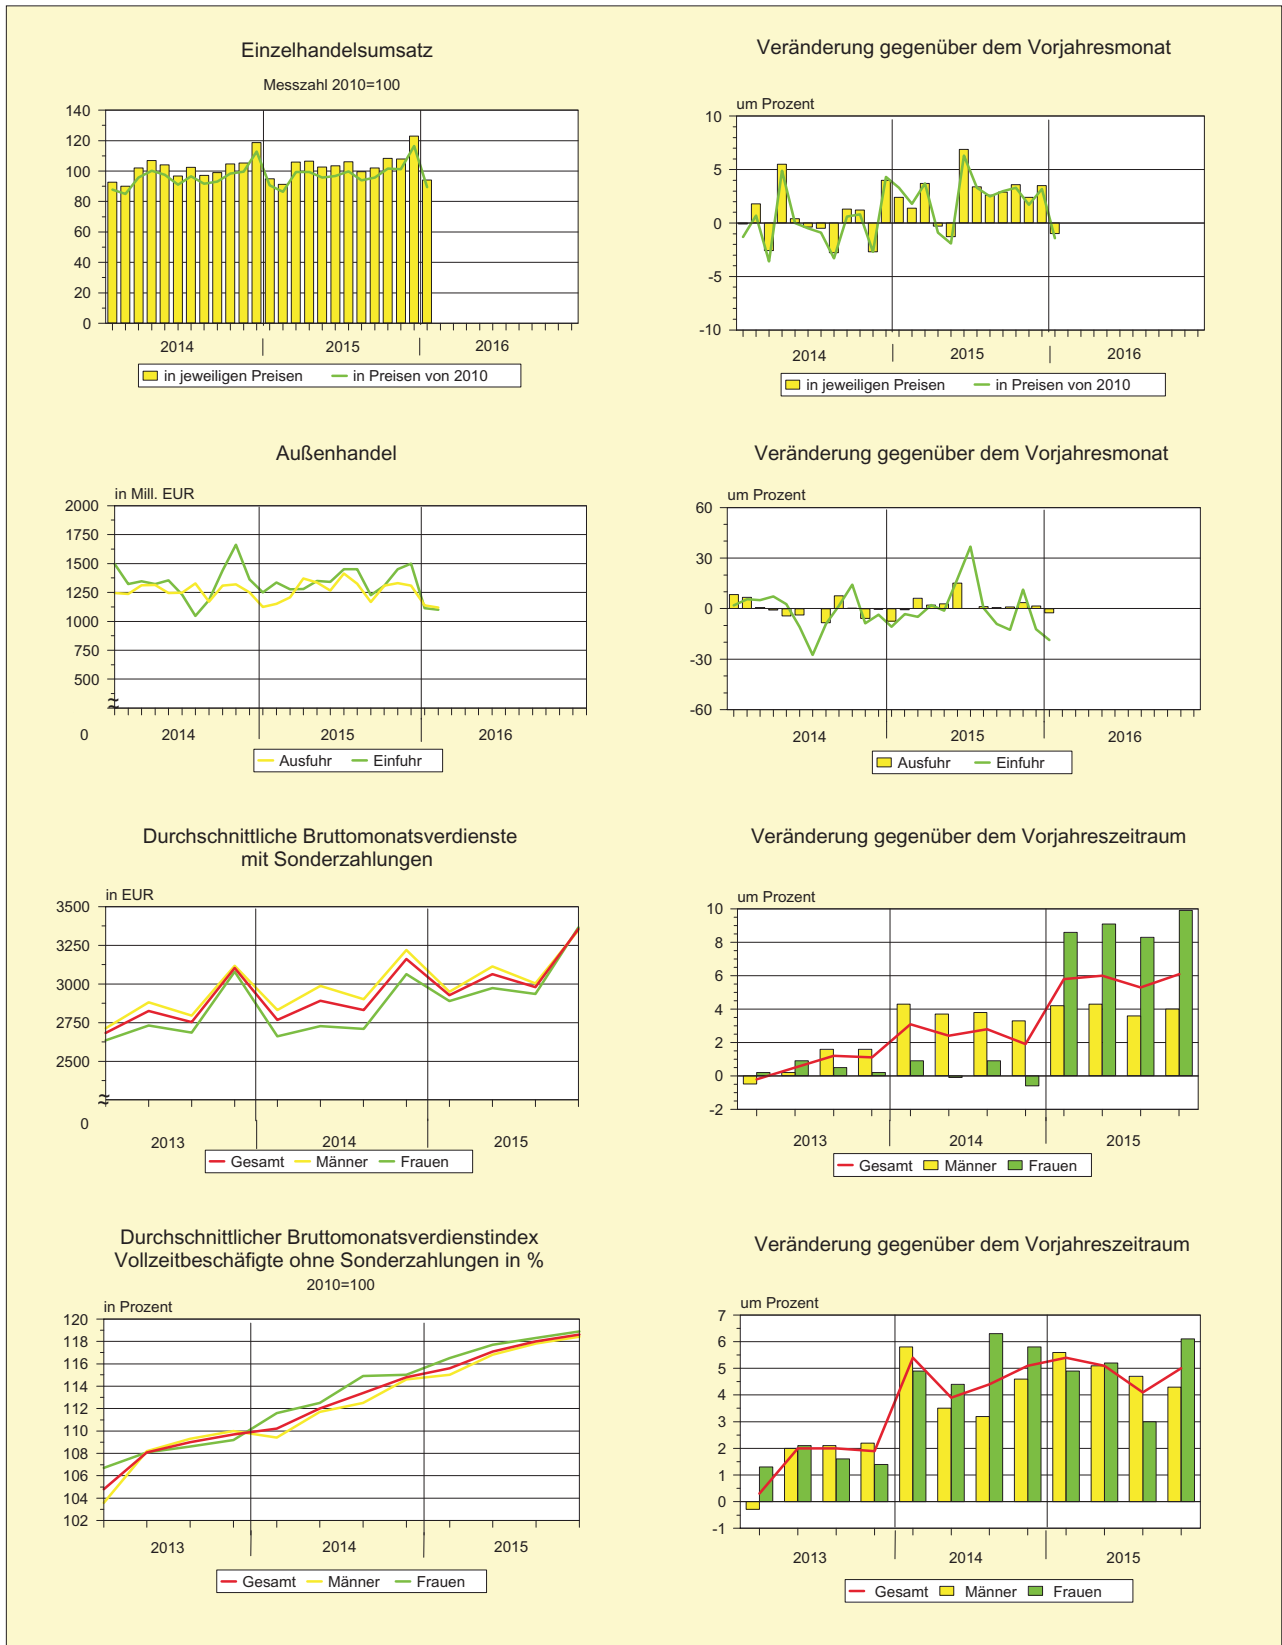 Einzelhandelsumsatz
Messzahl 2010=100
140
120
100
80
60
40
20
0
2014 2015 2016
in jeweiligen Preisen in Preisen von 2010
Veränderung gegenüber dem Vorjahresmonat
um Prozent
10
5
0
-5
-10
2014 2015 2016
in jeweiligen Preisen in Preisen von 2010
Außenhandel
in Mill. EUR
2000
1750
1500
1250
1000
750
500
0
2014 2015 2016
Ausfuhr Einfuhr
Veränderung gegenüber dem Vorjahresmonat
um Prozent
60
30
0
-30
-60
2014 2015 2016
Ausfuhr Einfuhr
Durchschnittliche Bruttomonatsverdienste
mit Sonderzahlungen
in EUR
3500
3250
3000
2750
2500
0
2013 2014 2015
Gesamt Männer Frauen
Veränderung gegenüber dem Vorjahreszeitraum
um Prozent
10
8
6
4
2
0
-2
2013 2014 2015
Gesamt Männer Frauen
Durchschnittlicher Bruttomonatsverdienstindex
Vollzeitbeschäfigte ohne Sonderzahlungen in %
2010=100
in Prozent
120
118
116
114
112
110
108
106
104
102
2013 2014 2015
Gesamt Männer Frauen
Veränderung gegenüber dem Vorjahreszeitraum
um Prozent
7
6
5
4
3
2
1
0
-1
2013 2014 2015
Gesamt Männer Frauen